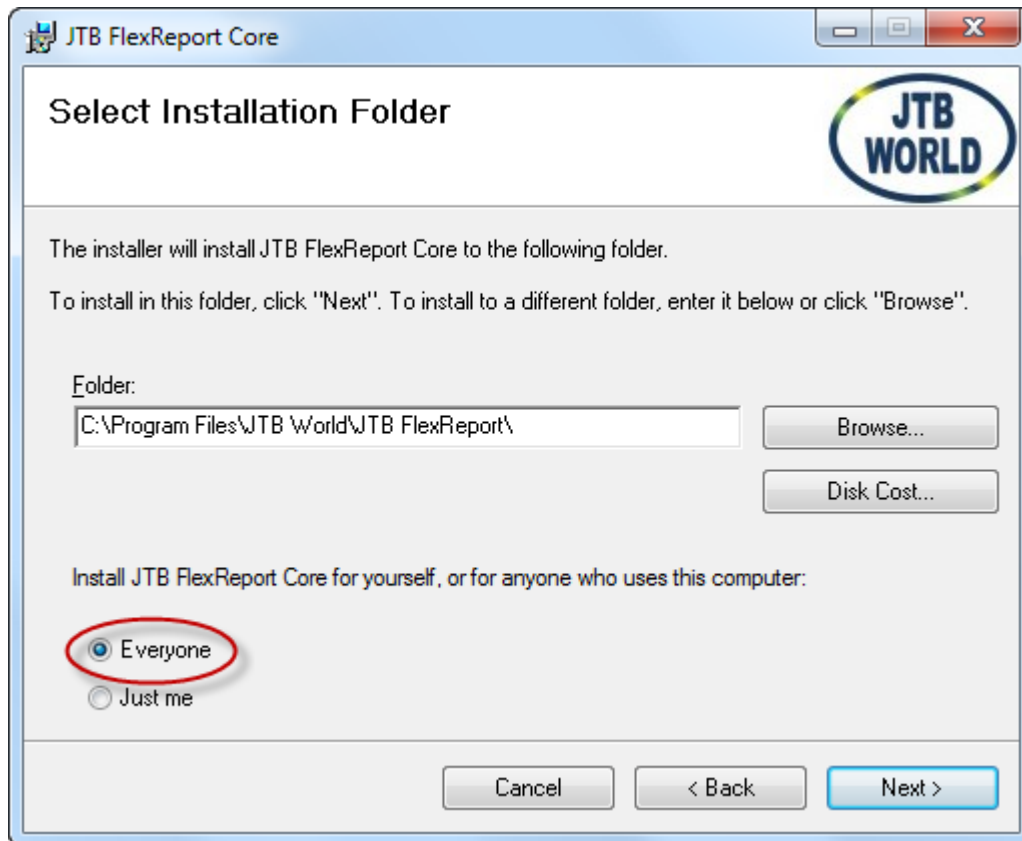 JTB FlexReport Core
Select Installation Folder
JTB
WORLD
The installer will install JTB FlexReport Core to the following folder.
To install in this folder, click "Next". To install to a different folder, enter it below or click "Browse".
Folder:
C:\Program Files\JTB World\JTB FlexReport\
Browse...
Disk Cost...
Install JTB FlexReport Core for yourself, or for anyone who uses this computer:
Everyone
Just me
Cancel
< Back
Next >